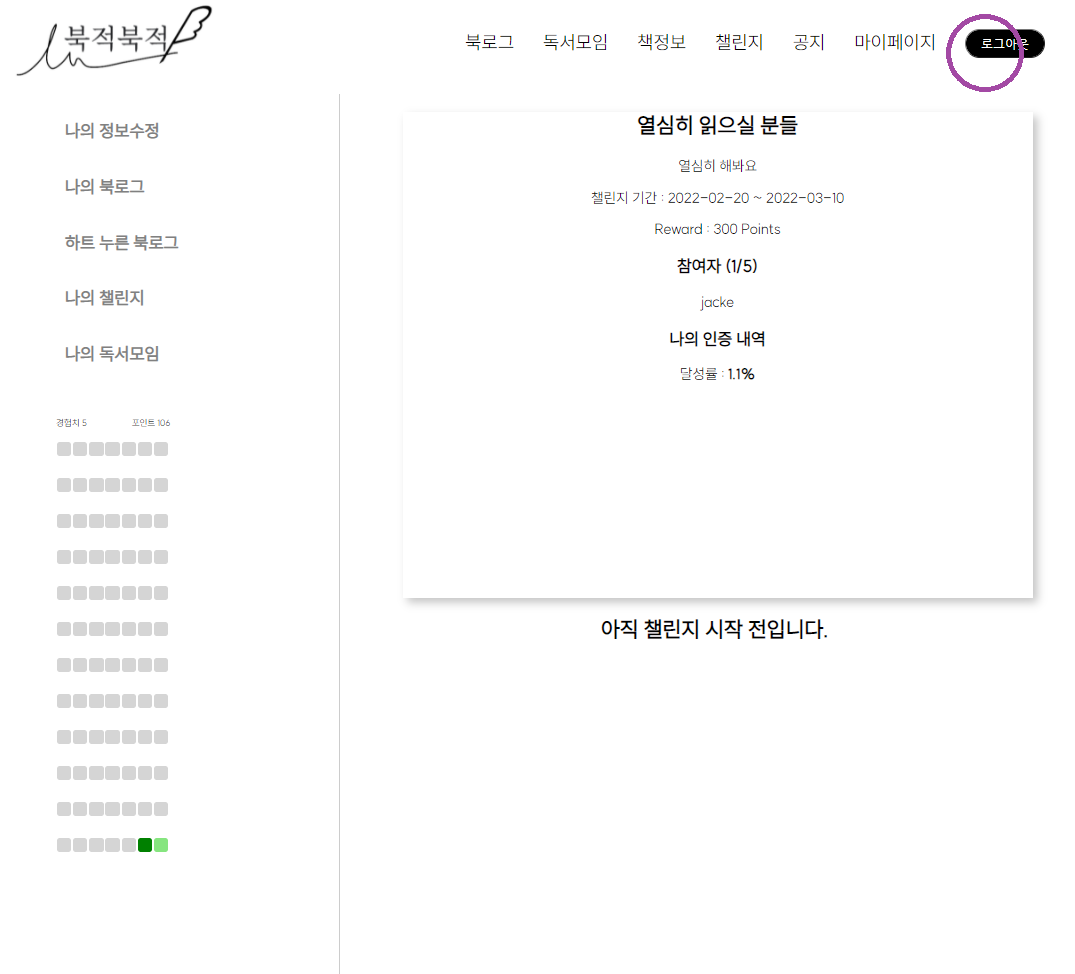 북적북적
북로그 독서모임 책정보 챌린지 공지 마이페이지 로그아웃
나의 정보수정
나의 북로그
하트 누른 북로그
나의 챌린지
나의 독서모임
경험치 5 포인트 106
열심히 읽으실 분들
열심히 해봐요
챌린지 기간 : 2022-02-20 ~ 2022-03-10
Reward : 300 Points
참여자 (1/5)
jacke
나의 인증 내역
달성률 : 1.1%
아직 챌린지 시작 전입니다.